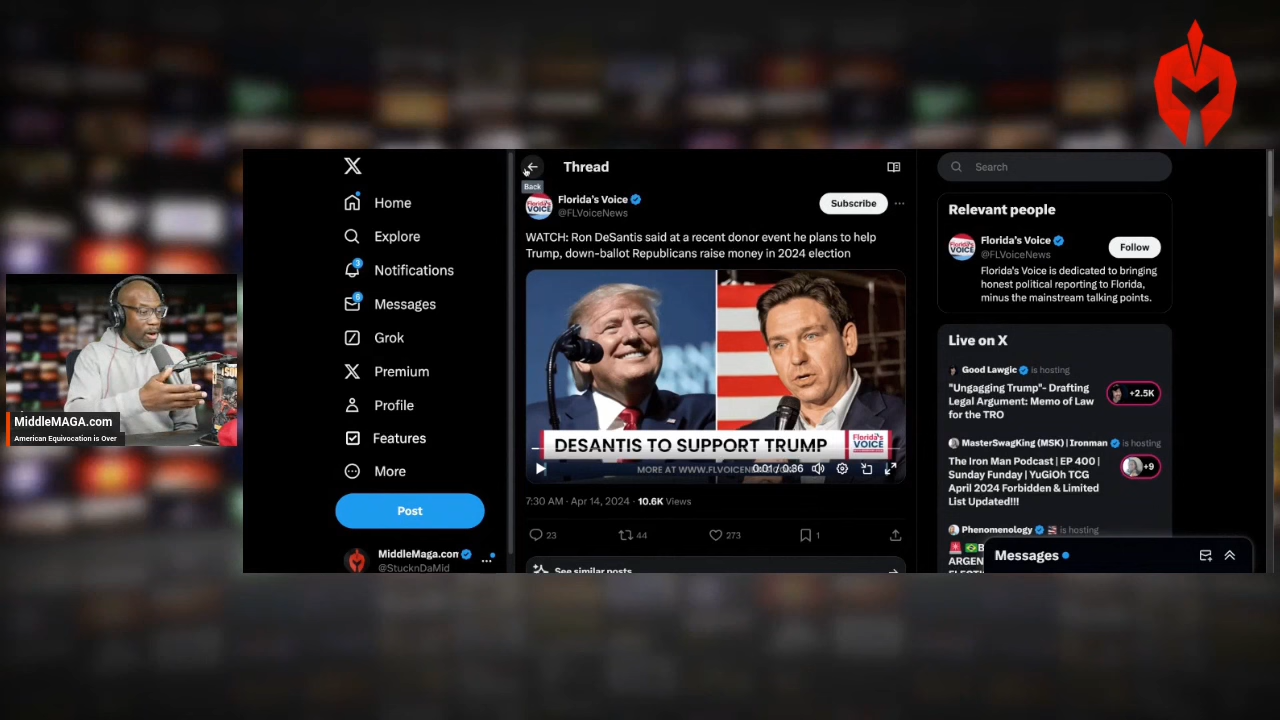 MiddleMAGA.com
American Equivocation is Over
Home
Explore
3
Notifications
6
Messages
Grok
Premium
Profile
Features
More
Post
MiddleMaga.com
@StucknDaMid
Thread
Back
Florida's Voice
@FLVoiceNews
Subscribe
WATCH: Ron DeSantis said at a recent donor event he plans to help
Trump, down-ballot Republicans raise money in 2024 election
DESANTIS TO SUPPORT TRUMP
Florida's
VOICE
MORE AT WWW.FLVOICEN
0:01 / 0:36
7:30 AM · Apr 14, 2024 · 10.6K Views
23
44
273
1
See similar posts
Search
Relevant people
Florida's Voice
@FLVoiceNews
Follow
Florida's Voice is dedicated to bringing
honest political reporting to Florida,
minus the mainstream talking points.
Live on X
Good Lawgic is hosting
"Ungagging Trump"- Drafting
Legal Argument: Memo of Law
for the TRO
+2.5K
MasterSwagKing (MSK) | Ironman is hosting
The Iron Man Podcast | EP 400 |
Sunday Funday | YuGiOh TCG
April 2024 Forbidden & Limited
List Updated!!!
+9
Phenomenology is hosting
ARGEN
Messages